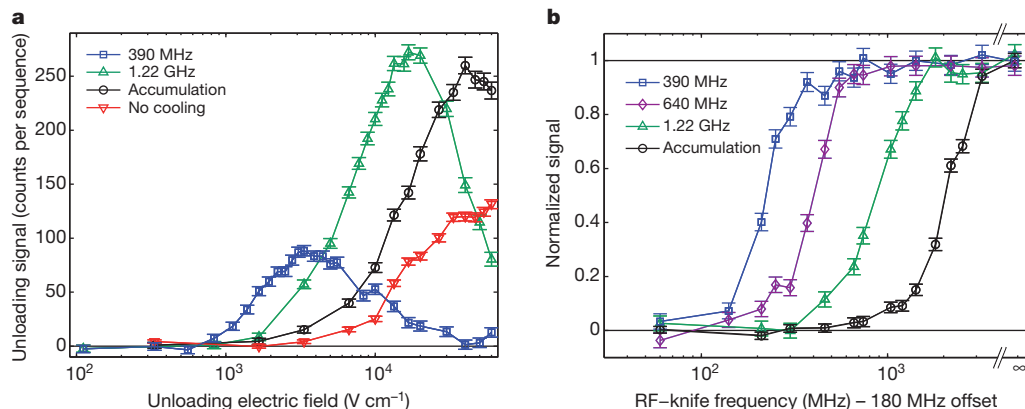 a
b
390 MHz
1.22 GHz
Accumulation
No cooling
250
200
150
100
50
0
10²
10³
10⁴
Unloading signal (counts per sequence)
Unloading electric field (V cm⁻¹)
390 MHz
640 MHz
1.22 GHz
Accumulation
1
0.8
0.6
0.4
0.2
0
10²
10³
∞
Normalized signal
RF−knife frequency (MHz) − 180 MHz offset